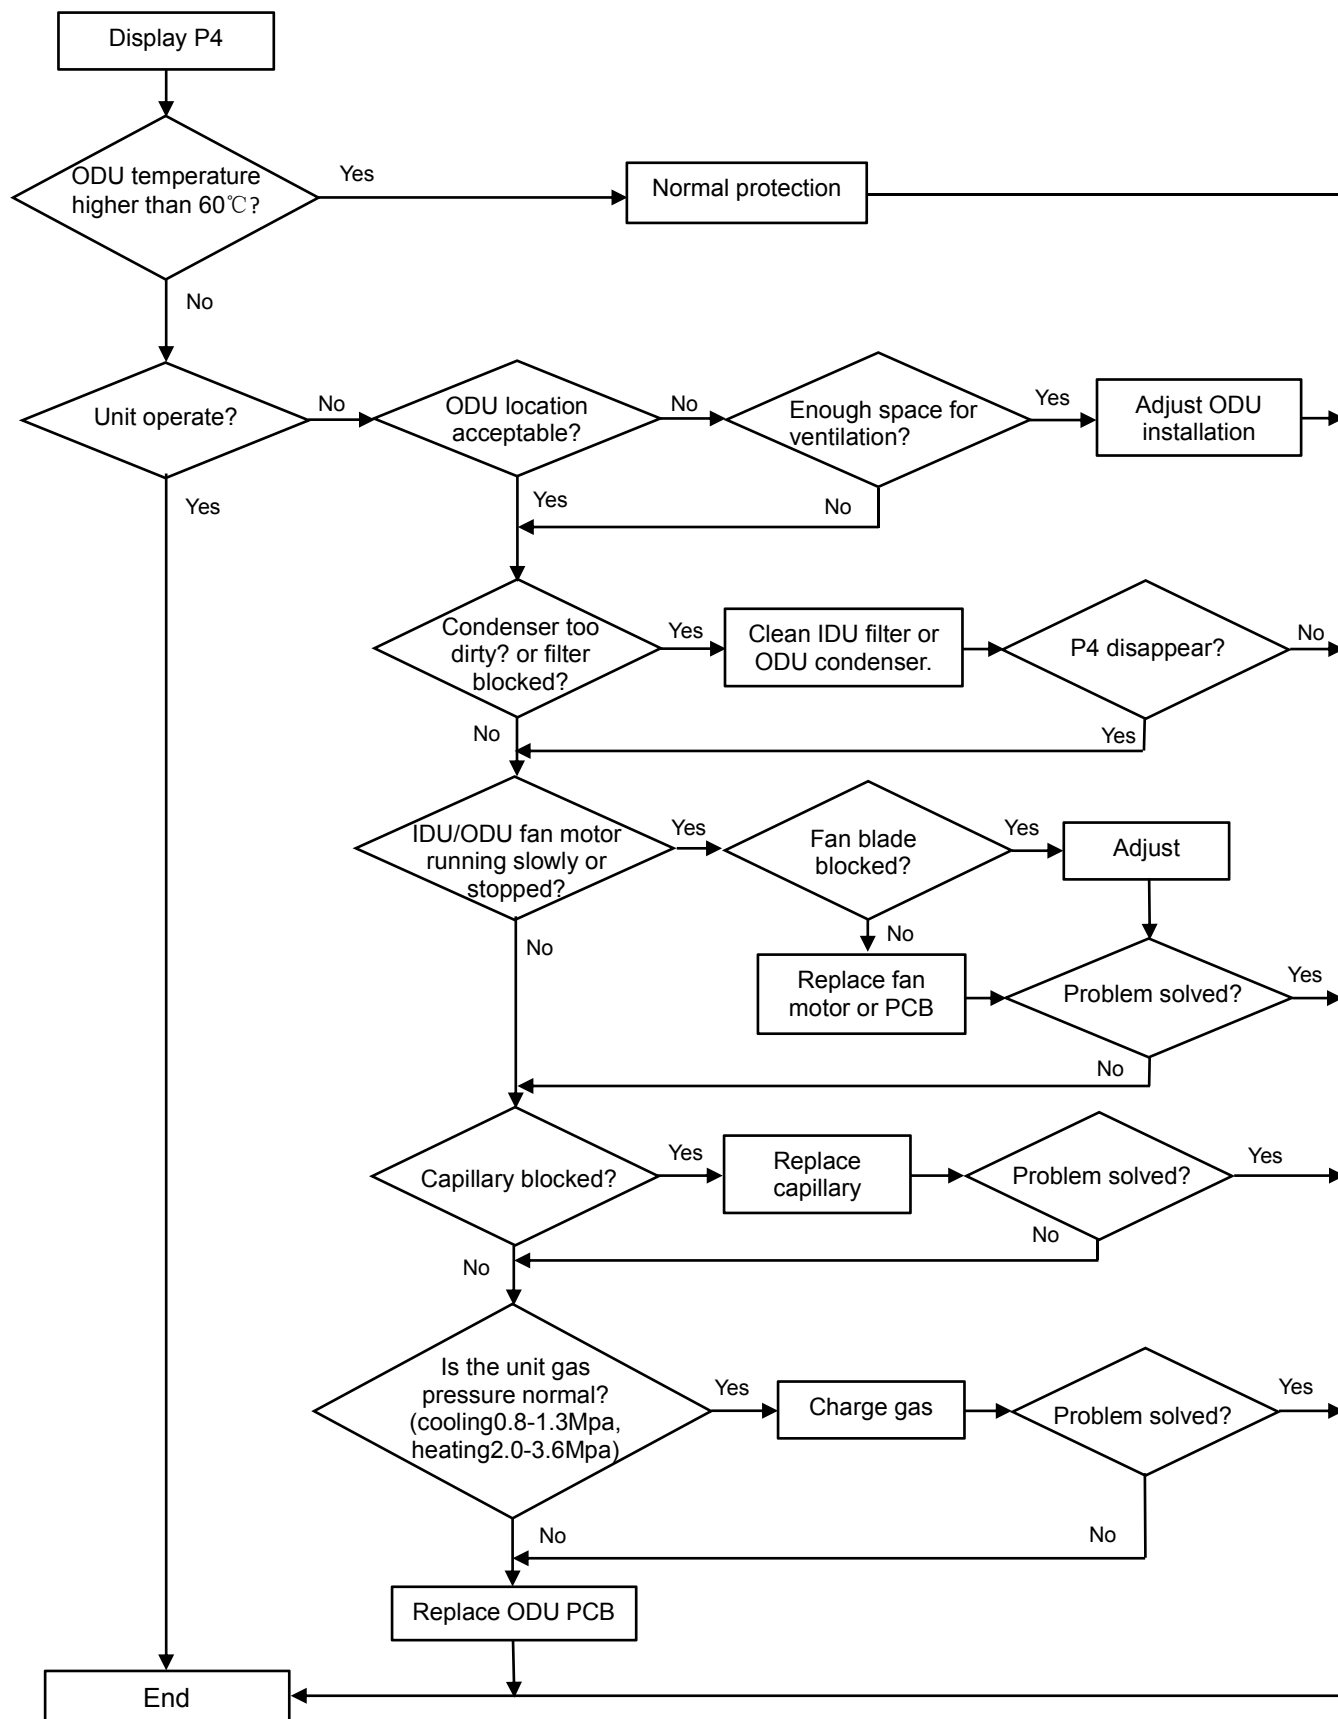 Display P4
ODU temperature
higher than 60℃?
Yes
Normal protection
No
Unit operate?
No
ODU location
acceptable?
No
Enough space for
ventilation?
Yes
Adjust ODU
installation
Yes
Yes
No
Condenser too
dirty? or filter
blocked?
Yes
Clean IDU filter or
ODU condenser.
P4 disappear?
No
No
Yes
IDU/ODU fan motor
running slowly or
stopped?
Yes
Fan blade
blocked?
Yes
Adjust
No
No
Replace fan
motor or PCB
Problem solved?
Yes
No
Capillary blocked?
Yes
Replace
capillary
Problem solved?
Yes
No
No
Is the unit gas
pressure normal?
(cooling0.8-1.3Mpa,
heating2.0-3.6Mpa)
Yes
Charge gas
Problem solved?
Yes
No
No
Replace ODU PCB
End